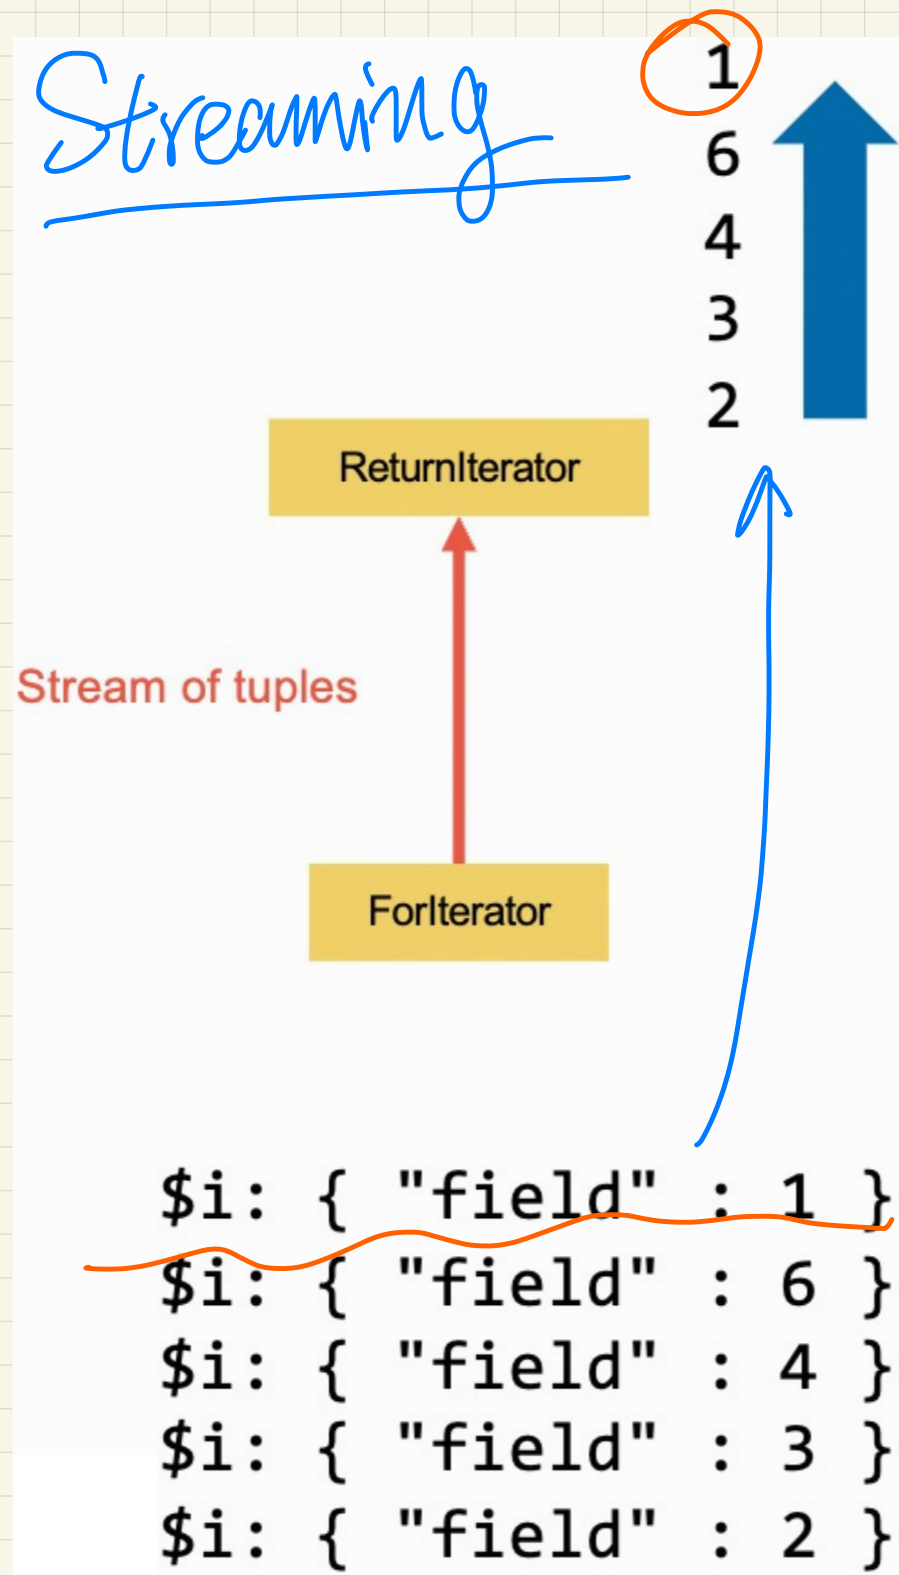 Streaming
1
6
4
3
2
ReturnIterator
Stream of tuples
ForIterator
$i: { "field" : 1 }
$i: { "field" : 6 }
$i: { "field" : 4 }
$i: { "field" : 3 }
$i: { "field" : 2 }